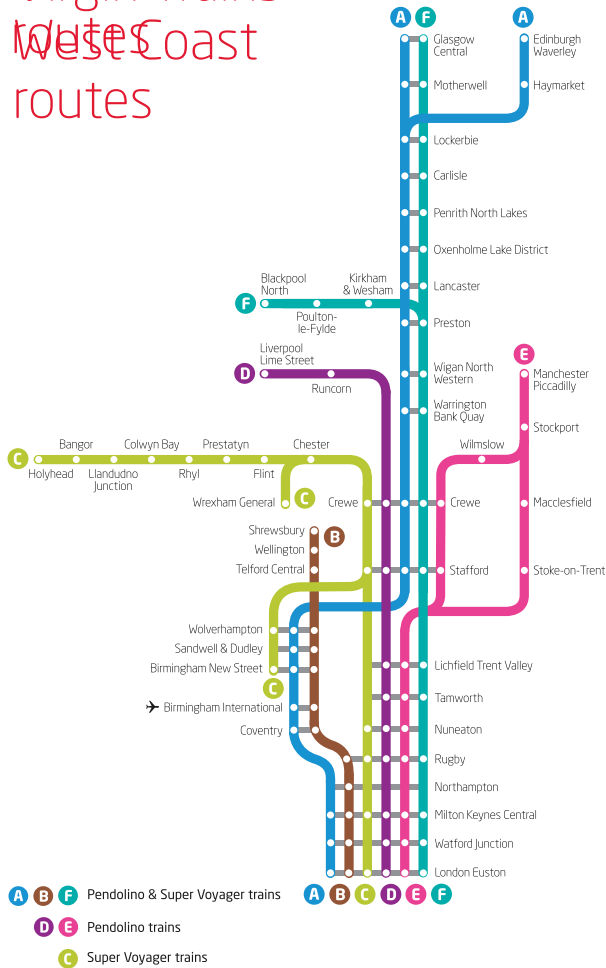 Virgin Trains
routes
West Coast
routes
A
F
A
Glasgow
Central
Edinburgh
Waverley
Motherwell
Haymarket
Lockerbie
Carlisle
Penrith North Lakes
Oxenholme Lake District
Blackpool
North
Kirkham
& Wesham
Lancaster
F
Poulton-
le-Fylde
Preston
Liverpool
Lime Street
E
D
Runcorn
Wigan North
Western
Manchester
Piccadilly
Warrington
Bank Quay
Stockport
Bangor
Colwyn Bay
Prestatyn
Chester
Wilmslow
C
Holyhead
Llandudno
Junction
Rhyl
Flint
Wrexham General
C
Crewe
Crewe
Macclesfield
Shrewsbury
B
Wellington
Telford Central
Stafford
Stoke-on-Trent
Wolverhampton
Sandwell & Dudley
Birmingham New Street
Lichfield Trent Valley
C
Tamworth
Birmingham International
Coventry
Nuneaton
Rugby
Northampton
Milton Keynes Central
Watford Junction
London Euston
A B C D E F
A B F Pendolino & Super Voyager trains
D E Pendolino trains
C Super Voyager trains